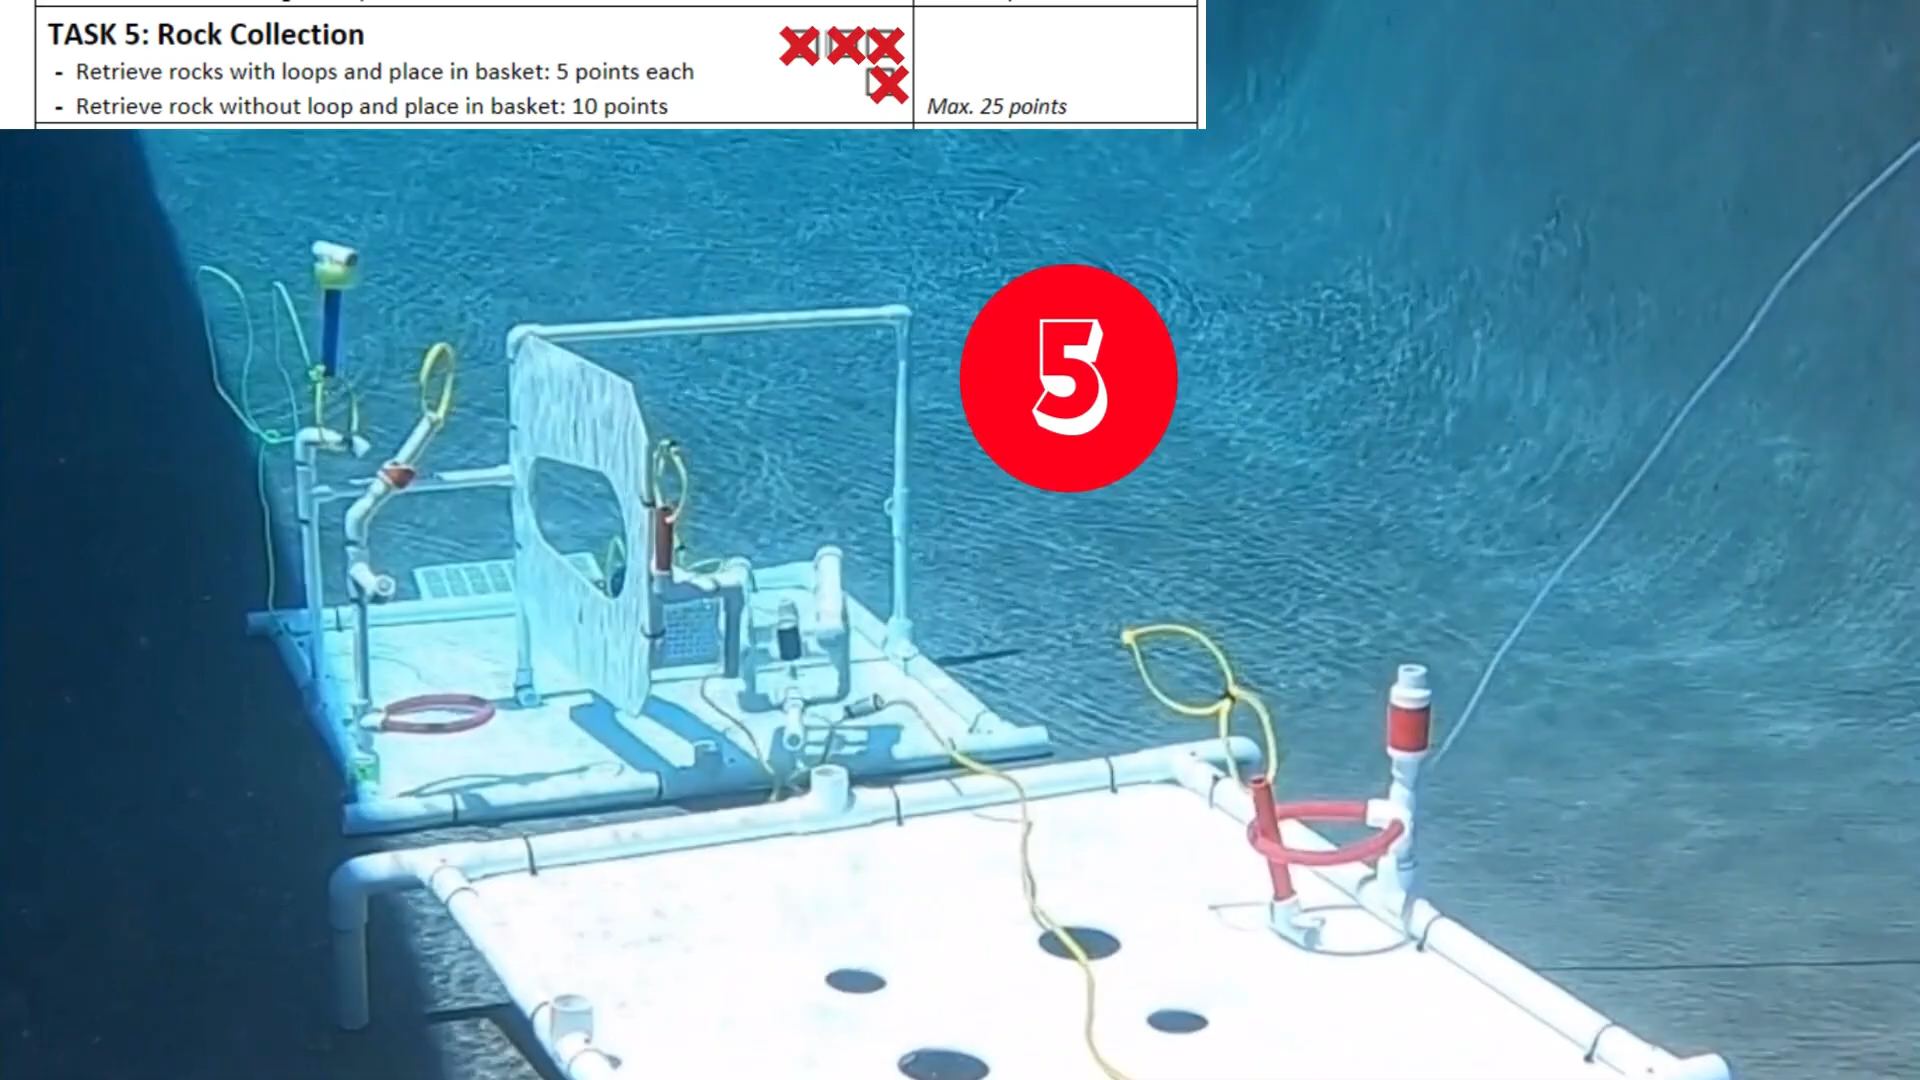 TASK 5: Rock Collection
- Retrieve rocks with loops and place in basket: 5 points each
- Retrieve rock without loop and place in basket: 10 points
Max. 25 points
5